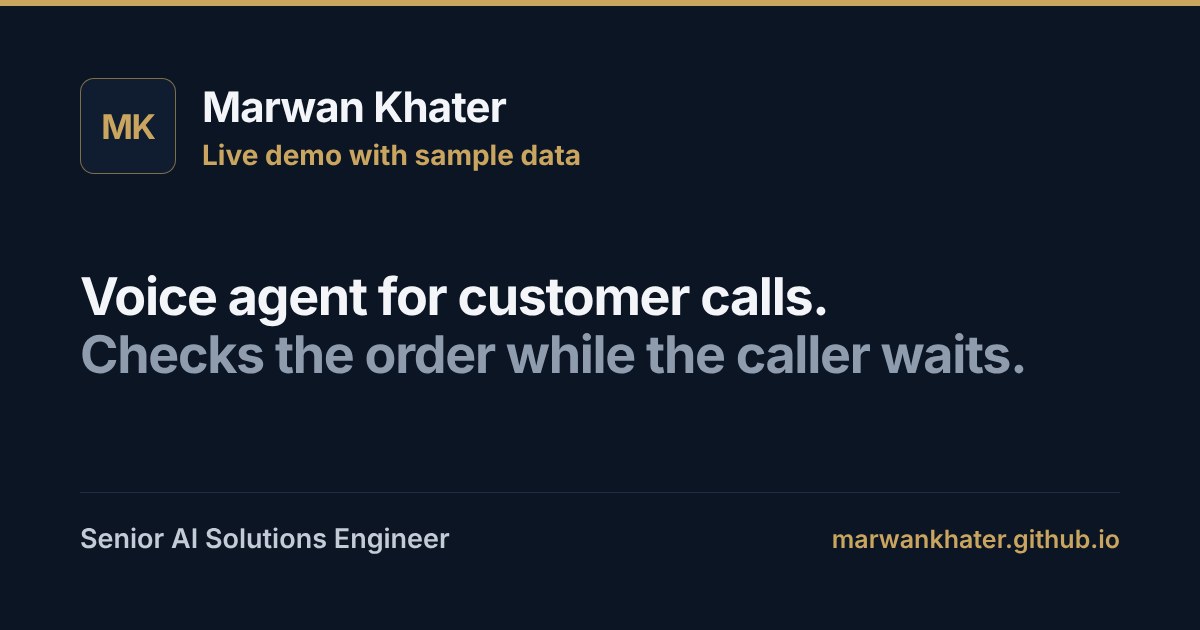 MK
Marwan Khater
Live demo with sample data
Voice agent for customer calls.
Checks the order while the caller waits.
Senior AI Solutions Engineer
marwankhater.github.io